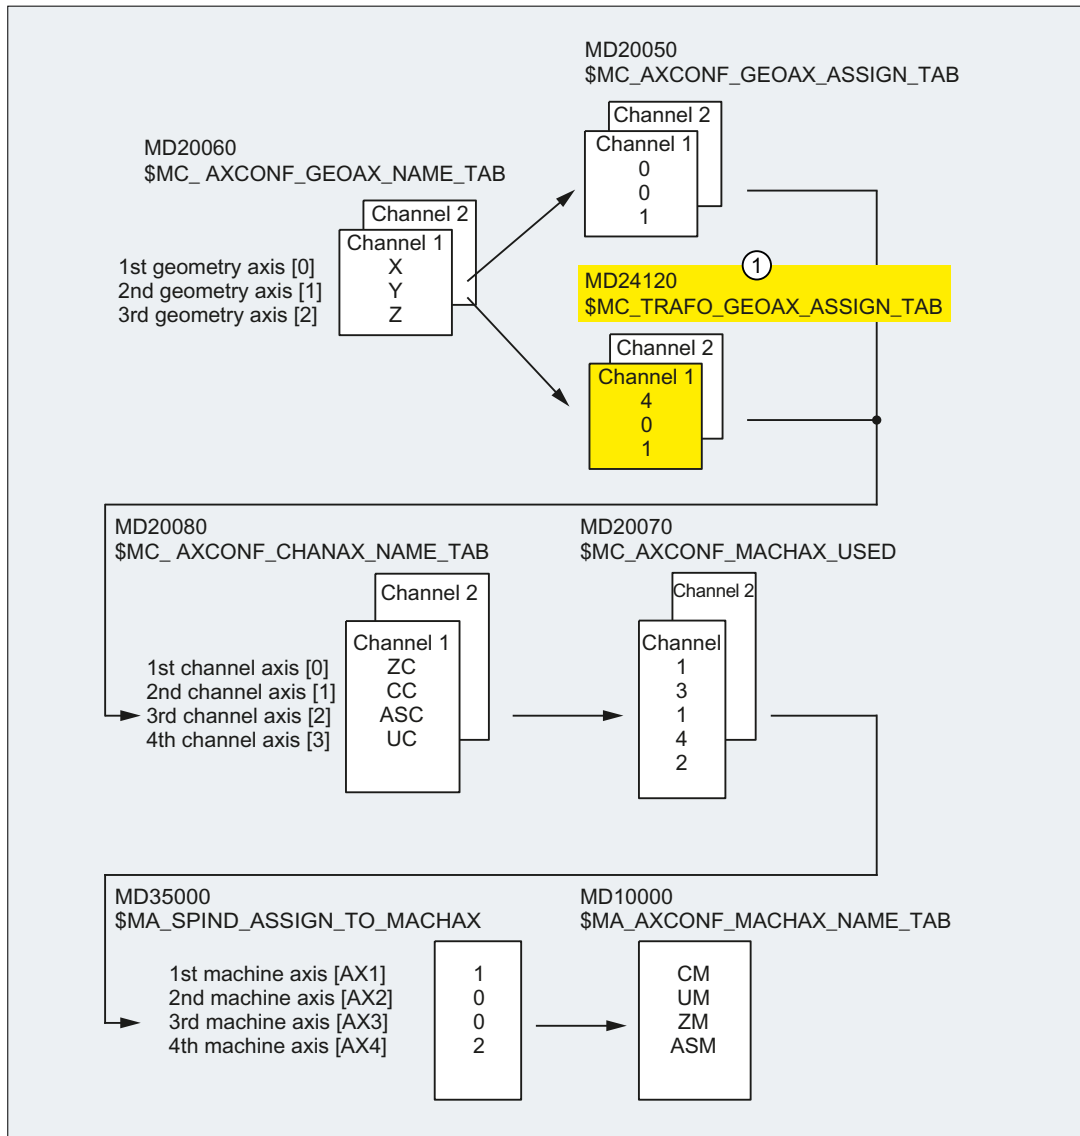 MD20050
$MC_AXCONF_GEOAX_ASSIGN_TAB
Channel 2
Channel 1
0
0
1
MD20060
$MC_ AXCONF_GEOAX_NAME_TAB
Channel 2
Channel 1
1st geometry axis [0] X
2nd geometry axis [1] Y
3rd geometry axis [2] Z
1
MD24120
$MC_TRAFO_GEOAX_ASSIGN_TAB
Channel 2
Channel 1
4
0
1
MD20080
$MC_ AXCONF_CHANAX_NAME_TAB
Channel 2
Channel 1
1st channel axis [0] ZC
2nd channel axis [1] CC
3rd channel axis [2] ASC
4th channel axis [3] UC
MD20070
$MC_AXCONF_MACHAX_USED
Channel 2
Channel
1
3
1
4
2
MD35000
$MA_SPIND_ASSIGN_TO_MACHAX
1st machine axis [AX1] 1
2nd machine axis [AX2] 0
3rd machine axis [AX3] 0
4th machine axis [AX4] 2
MD10000
$MA_AXCONF_MACHAX_NAME_TAB
CM
UM
ZM
ASM